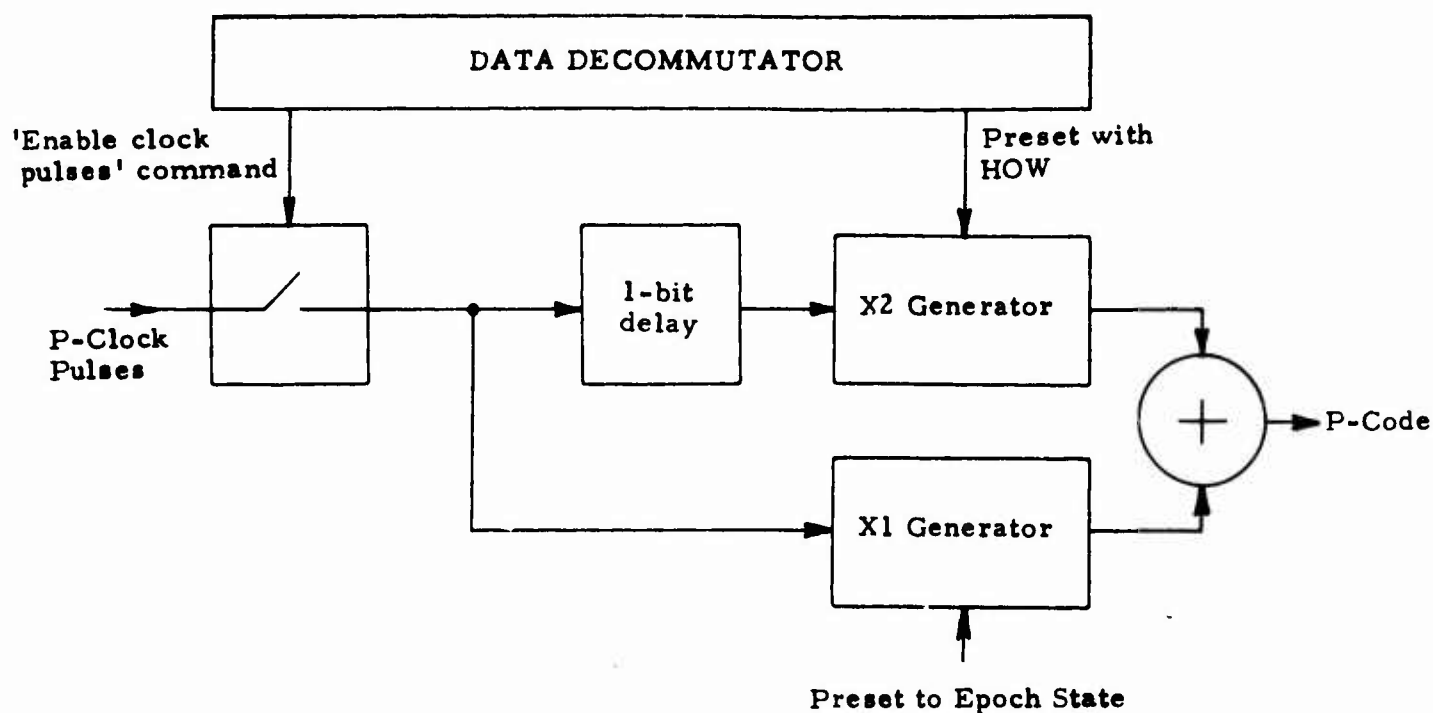 DATA DECOMMUTATOR
'Enable clock
pulses' command
Preset with
HOW
P-Clock
Pulses
1-bit
delay
X2 Generator
P-Code
X1 Generator
Preset to Epoch State